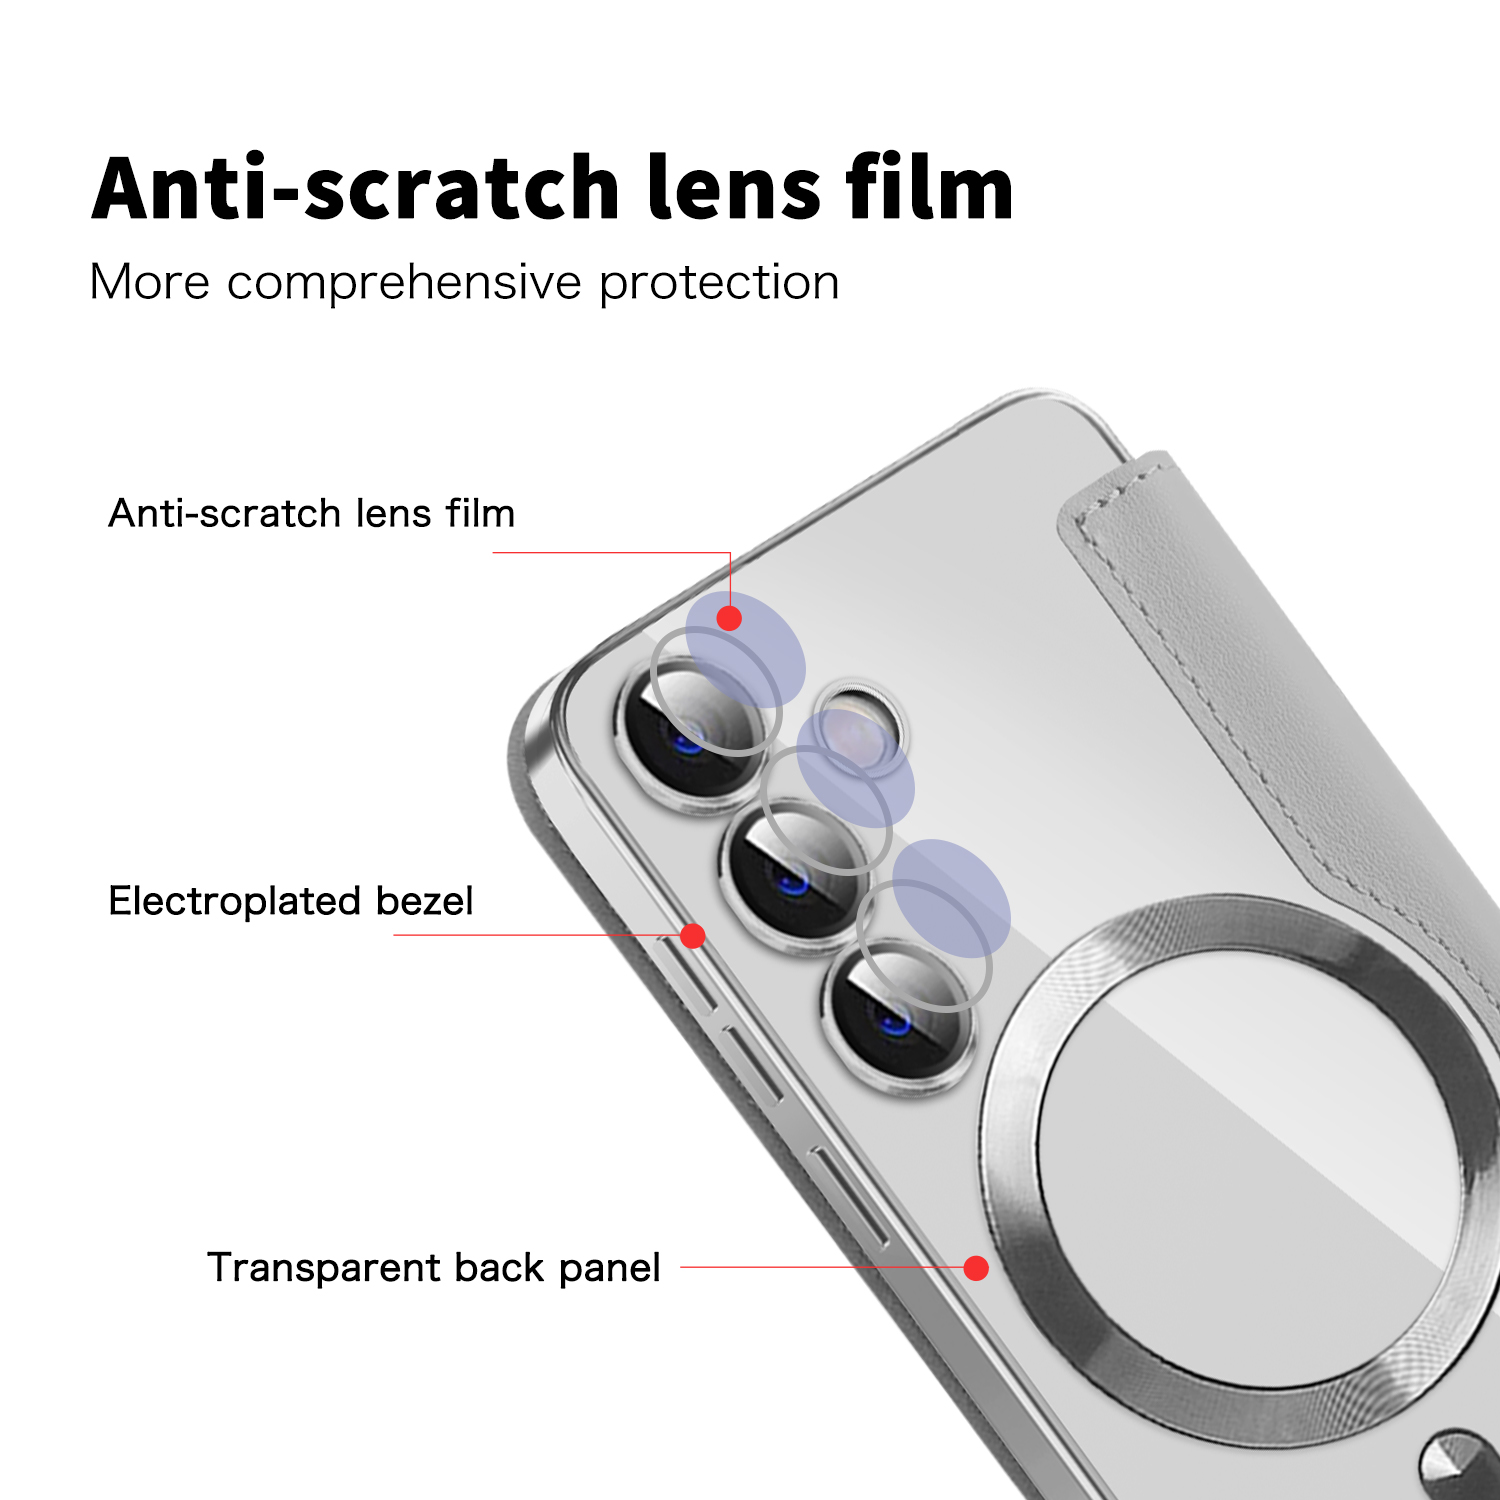 Anti-scratch lens film
More comprehensive protection
Anti-scratch lens film
Electroplated bezel
Transparent back panel